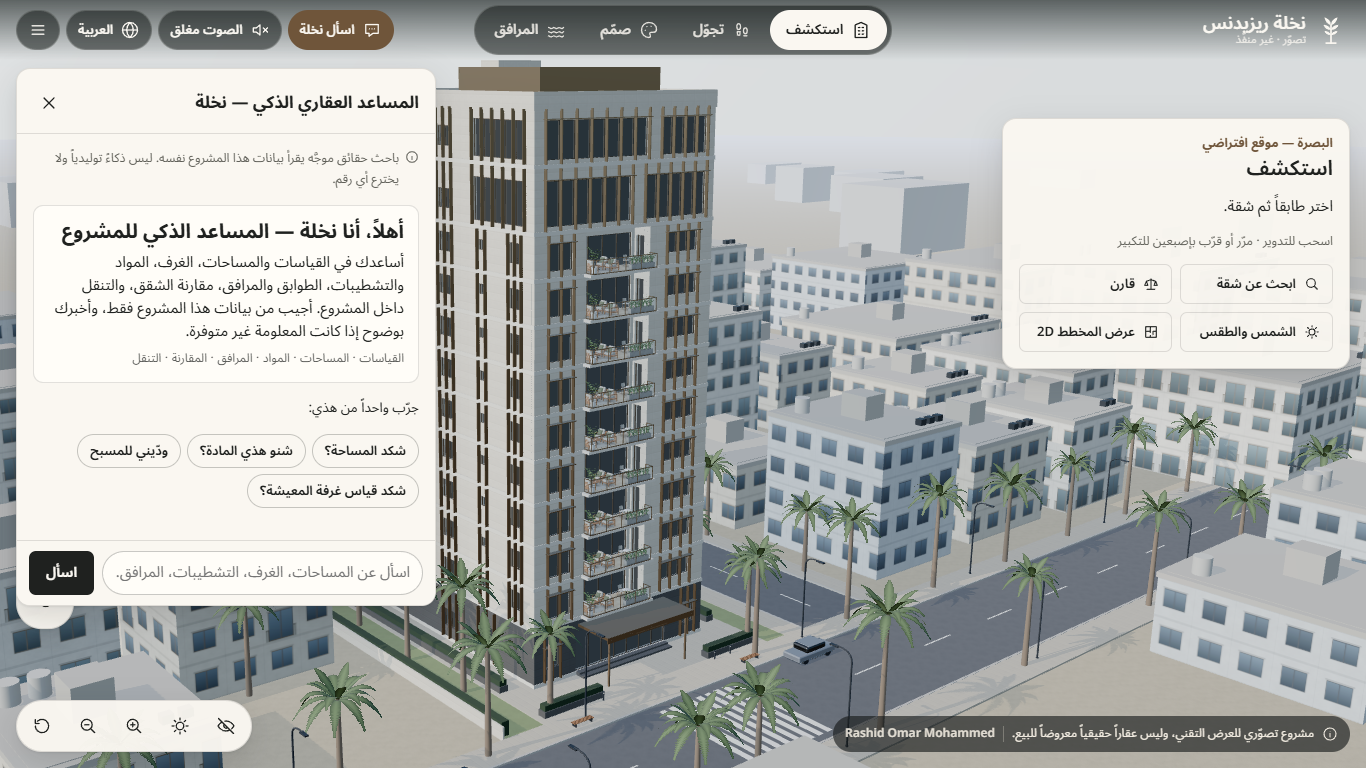 نخلة ريزيدنس
تصوّر · غير منفّذ
استكشف
تجوّل
صمّم
المرافق
اسأل نخلة
الصوت مغلق
العربية
البصرة — موقع افتراضي
استكشف
اختر طابقاً ثم شقة.
اسحب للتدوير · مرّر أو قرّب بإصبعين للتكبير
ابحث عن شقة
قارن
الشمس والطقس
عرض المخطط 2D
المساعد العقاري الذكي — نخلة
باحث حقائق موجَّه يقرأ بيانات هذا المشروع نفسه. ليس ذكاءً توليدياً ولا
يخترع أي رقم.
أهلاً، أنا نخلة — المساعد الذكي للمشروع
أساعدك في القياسات والمساحات، الغرف، المواد
والتشطيبات، الطوابق والمرافق، مقارنة الشقق، والتنقل
داخل المشروع. أجيب من بيانات هذا المشروع فقط، وأخبرك
بوضوح إذا كانت المعلومة غير متوفرة.
القياسات · المساحات · المواد · المرافق · المقارنة · التنقل
جرّب واحداً من هذي:
شكد المساحة؟
شنو هذي المادة؟
ودّيني للمسبح
شكد قياس غرفة المعيشة؟
اسأل عن المساحات، الغرف، التشطيبات، المرافق.
اسأل
مشروع تصوّري للعرض التقني، وليس عقاراً حقيقياً معروضاً للبيع.
Rashid Omar Mohammed